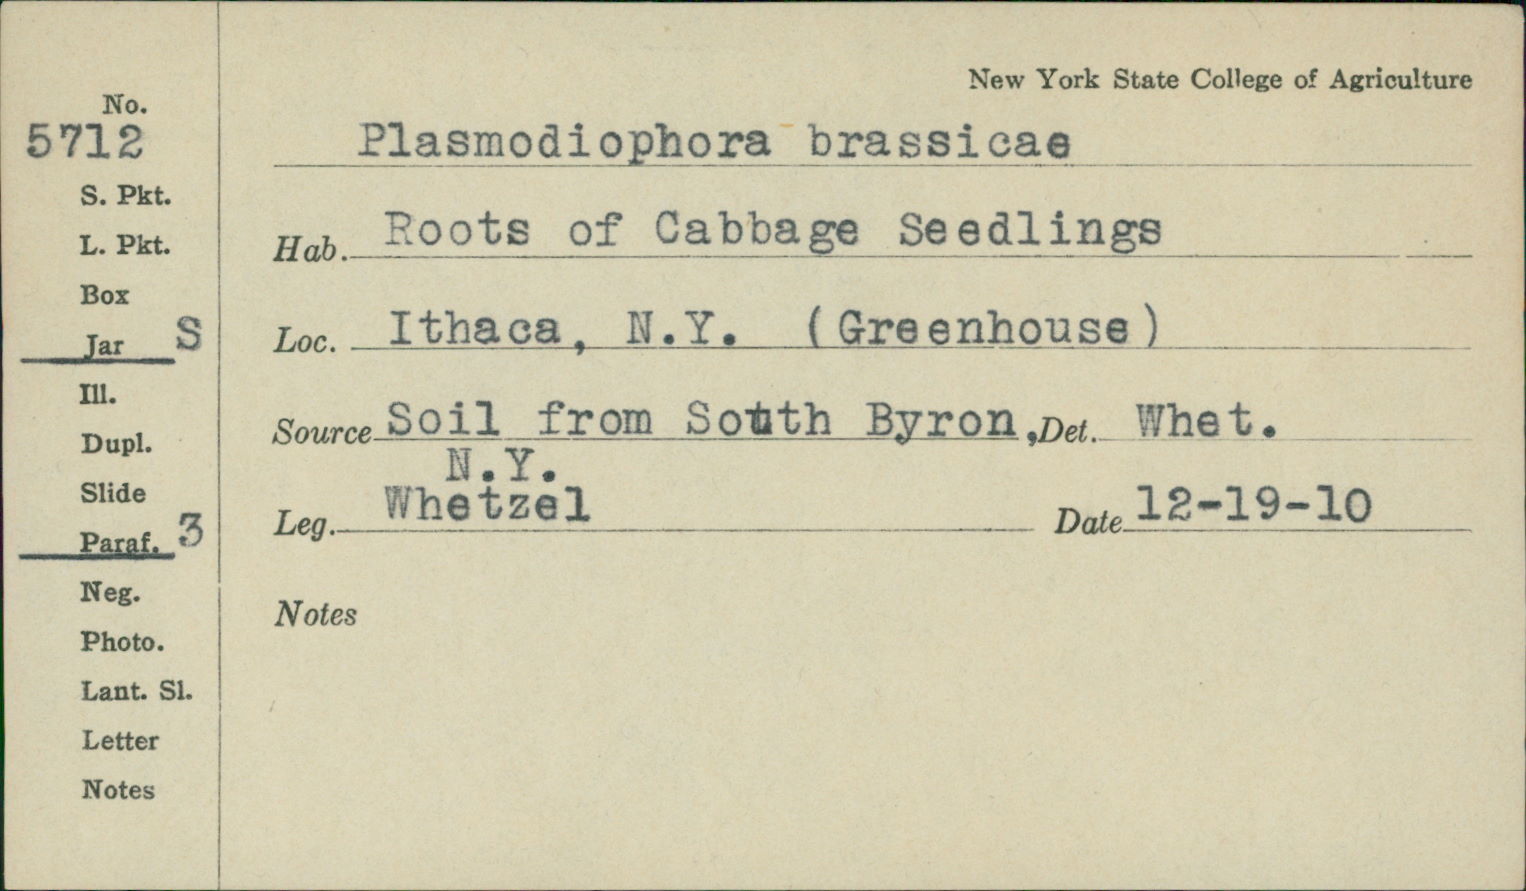 New York State College of Agriculture
No.
5712
S. Pkt.
L. Pkt.
Box
Jar S
Ill.
Dupl.
Slide
Paraf. 3
Neg.
Photo.
Lant. Sl.
Letter
Notes
Plasmodiophora brassicae
Hab. Roots of Cabbage Seedlings
Loc. Ithaca, N.Y. (Greenhouse)
Source Soil from South Byron, Det. Whet.
N.Y.
Leg. Whetzel Date 12-19-10
Notes